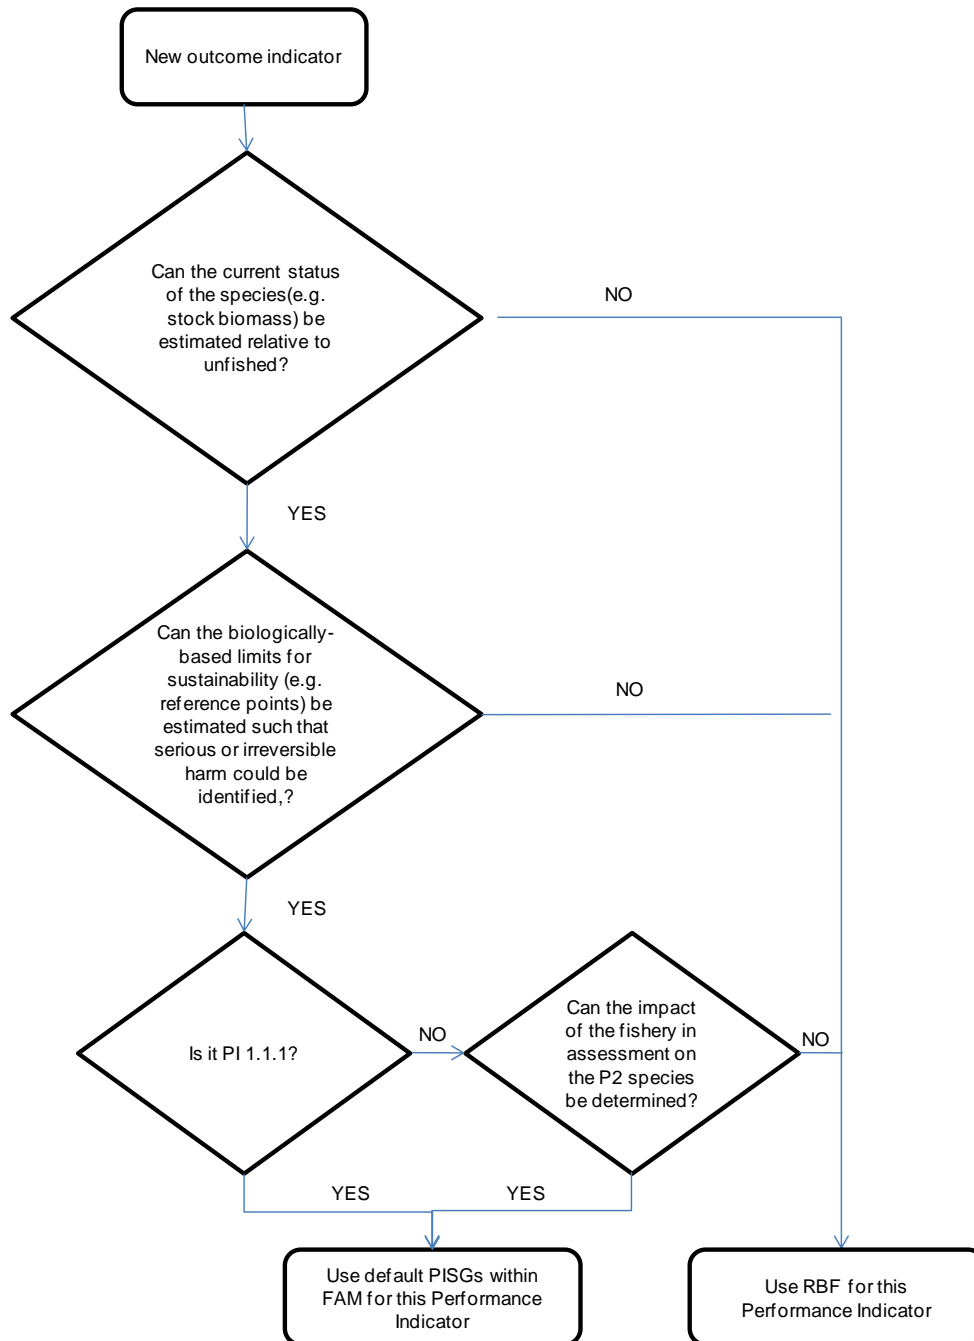 New outcome indicator
Can the current status
of the species(e.g.
stock biomass) be
estimated relative to
unfished?
NO
YES
Can the biologically-
based limits for
sustainability (e.g.
reference points) be
estimated such that
serious or irreversible
harm could be
identified,?
NO
YES
Is it PI 1.1.1?
NO
Can the impact
of the fishery in
assessment on
the P2 species
be determined?
NO
YES
YES
Use default PISGs within
FAM for this Performance
Indicator
Use RBF for this
Performance Indicator